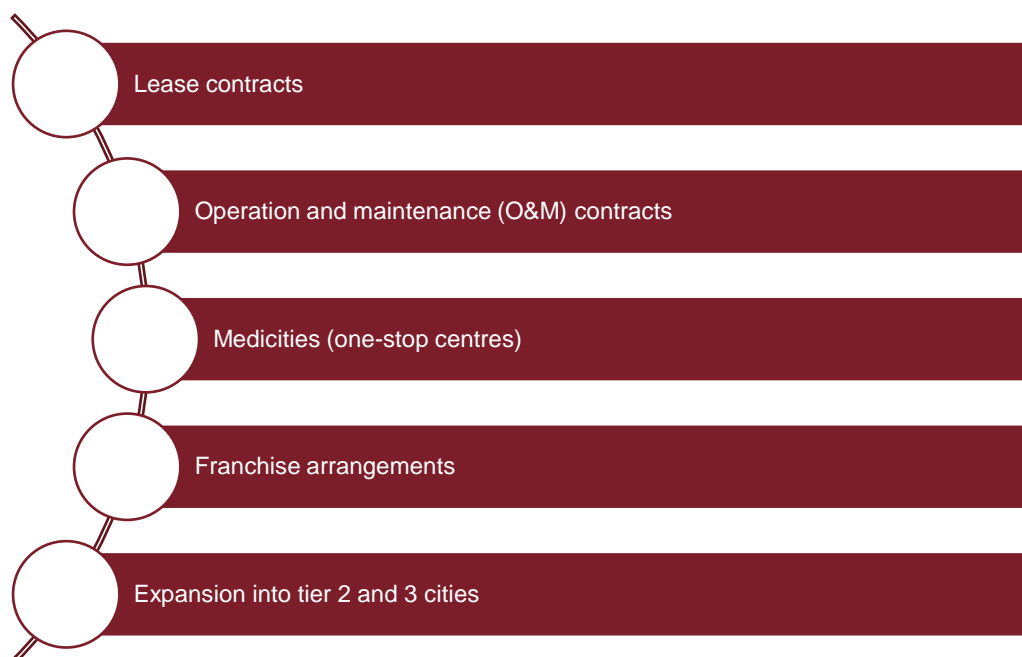 Lease contracts
Operation and maintenance (O&M) contracts
Medicities (one-stop centres)
Franchise arrangements
Expansion into tier 2 and 3 cities